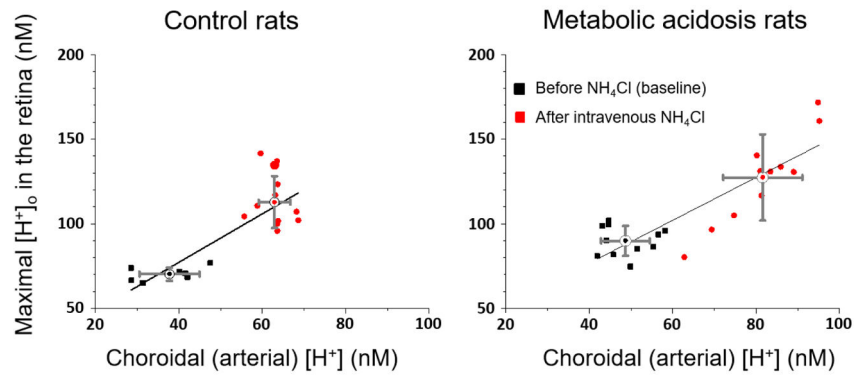 Control rats
Metabolic acidosis rats
Maximal [H⁺]ₒ in the retina (nM)
200
150
100
50
20
40
60
80
100
Choroidal (arterial) [H⁺] (nM)
200
150
100
50
20
40
60
80
100
Before NH₄Cl (baseline)
After intravenous NH₄Cl
Choroidal (arterial) [H⁺] (nM)